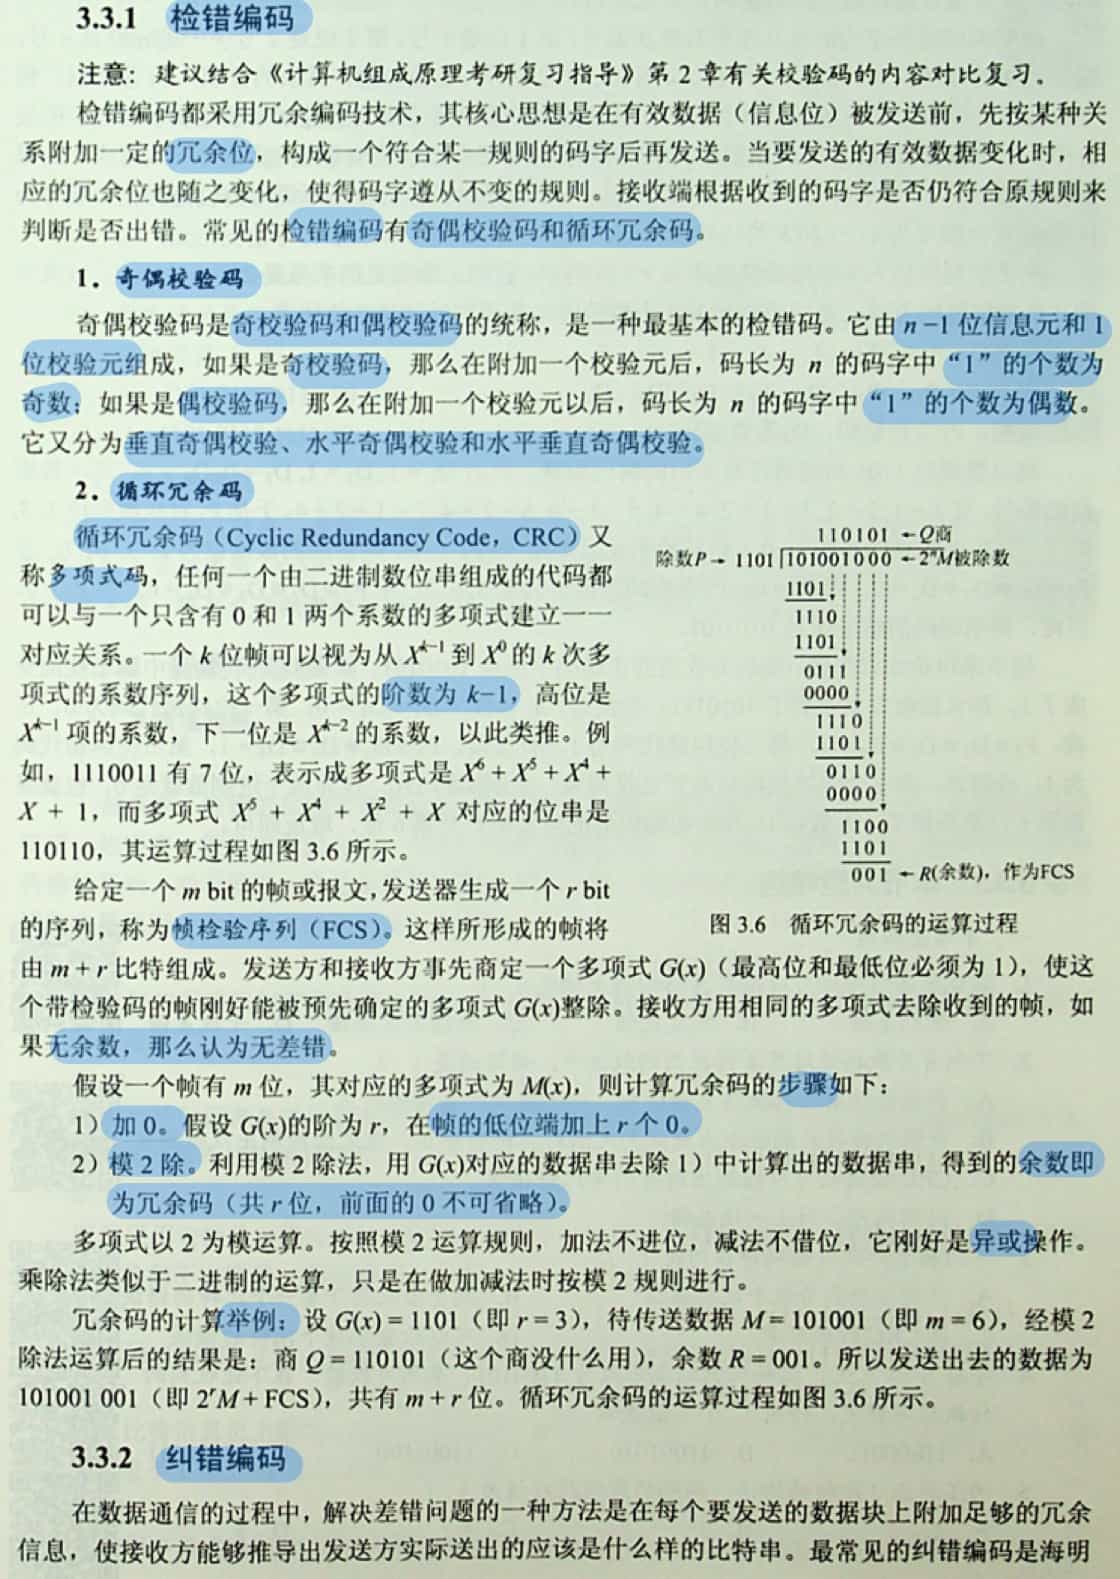 3.3.1 检错编码
注意：建议结合《计算机组成原理考研复习指导》第 2 章有关校验码的内容对比复习．
检错编码都采用冗余编码技术，其核心思想是在有效数据（信息位）被发送前，先按某种关
系附加一定的冗余位，构成一个符合某一规则的码字后再发送。当要发送的有效数据变化时，相
应的冗余位也随之变化，使得码字遵从不变的规则。接收端根据收到的码字是否仍符合原规则来
判断是否出错。常见的检错编码有奇偶校验码和循环冗余码。
1．奇偶校验码
奇偶校验码是奇校验码和偶校验码的统称，是一种最基本的检错码。它由 n −1 位信息元和 1
位校验元组成，如果是奇校验码，那么在附加一个校验元后，码长为 n 的码字中“1”的个数为
奇数；如果是偶校验码，那么在附加一个校验元以后，码长为 n 的码字中“1”的个数为偶数。
它又分为垂直奇偶校验、水平奇偶校验和水平垂直奇偶校验。
2．循环冗余码
循环冗余码（Cyclic Redundancy Code，CRC）又
称多项式码，任何一个由二进制数位串组成的代码都
可以与一个只含有 0 和 1 两个系数的多项式建立一一
对应关系。一个 k 位帧可以视为从 X^{k−1} 到 X^0 的 k 次多
项式的系数序列，这个多项式的阶数为 k−1，高位是
X^{k−1} 项的系数，下一位是 X^{k−2} 的系数，以此类推。例
如，1110011 有 7 位，表示成多项式是 X^6 + X^5 + X^4 +
X + 1，而多项式 X^5 + X^4 + X^2 + X 对应的位串是
110110，其运算过程如图 3.6 所示。
给定一个 m bit 的帧或报文，发送器生成一个 r bit
的序列，称为帧检验序列（FCS）。这样所形成的帧将
110101 ←Q商
除数P→ 1101 101001000 ←2^nM被除数
1101
1110
1101
0111
0000
1110
1101
0110
0000
1100
1101
001 ←R(余数)，作为FCS
图 3.6 循环冗余码的运算过程
由 m + r 比特组成。发送方和接收方事先商定一个多项式 G(x)（最高位和最低位必须为 1），使这
个带检验码的帧刚好能被预先确定的多项式 G(x)整除。接收方用相同的多项式去除收到的帧，如
果无余数，那么认为无差错。
假设一个帧有 m 位，其对应的多项式为 M(x)，则计算冗余码的步骤如下：
1）加 0。假设 G(x)的阶为 r，在帧的低位端加上 r 个 0。
2）模 2 除。利用模 2 除法，用 G(x)对应的数据串去除 1）中计算出的数据串，得到的余数即
为冗余码（共 r 位，前面的 0 不可省略）。
多项式以 2 为模运算。按照模 2 运算规则，加法不进位，减法不借位，它刚好是异或操作。
乘除法类似于二进制的运算，只是在做加减法时按模 2 规则进行。
冗余码的计算举例：设 G(x) = 1101（即 r = 3），待传送数据 M = 101001（即 m = 6），经模 2
除法运算后的结果是：商 Q = 110101（这个商没什么用），余数 R = 001。所以发送出去的数据为
101001 001（即 2^rM + FCS），共有 m + r 位。循环冗余码的运算过程如图 3.6 所示。
3.3.2 纠错编码
在数据通信的过程中，解决差错问题的一种方法是在每个要发送的数据块上附加足够的冗余
信息，使接收方能够推导出发送方实际送出的应该是什么样的比特串。最常见的纠错编码是海明